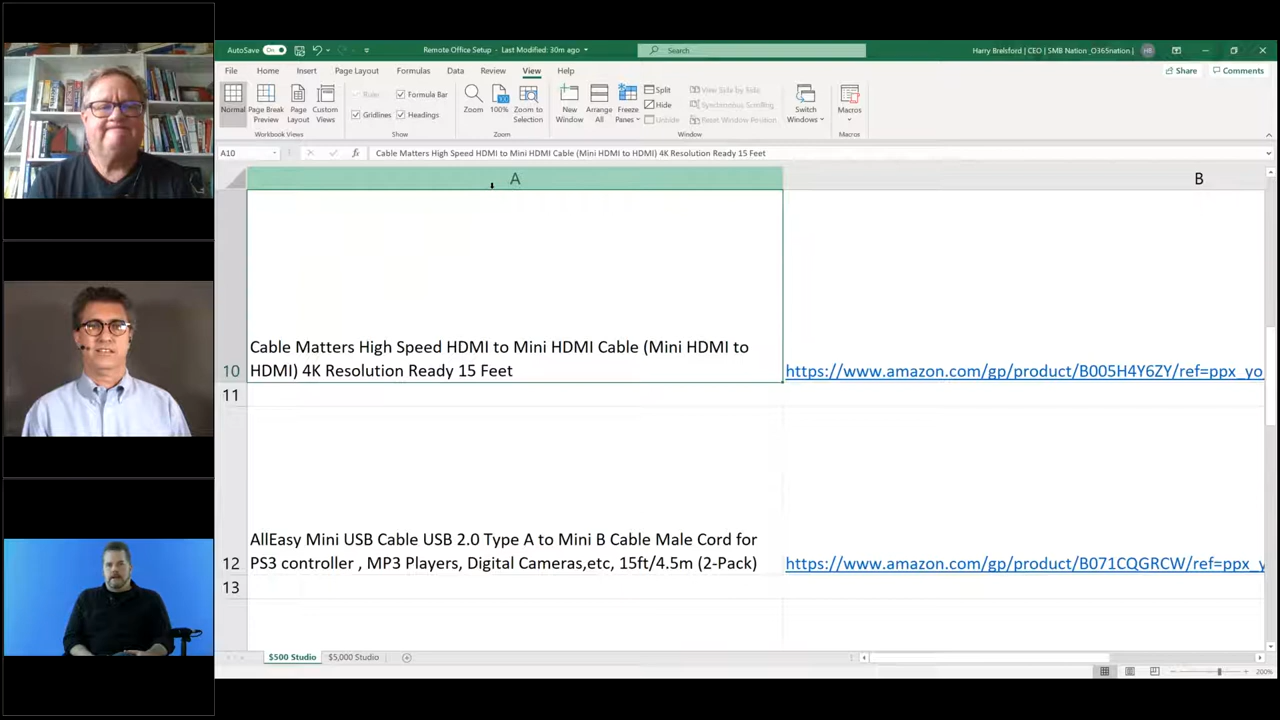 AutoSave On Remote Office Setup - Last Modified: 30m ago Search Harry Brelsford | CEO | SMB Nation_O365nation | HB
File Home Insert Page Layout Formulas Data Review View Help Share Comments
Normal Page Break Preview Page Layout Custom Views
Ruler Formula Bar
Gridlines Headings
Zoom 100% Zoom to Selection
New Window Arrange All Freeze Panes
Split
Hide
Unhide
View Side by Side
Synchronous Scrolling
Reset Window Position
Switch Windows Macros
Workbook Views Show Zoom Window Macros
A10 fx Cable Matters High Speed HDMI to Mini HDMI Cable (Mini HDMI to HDMI) 4K Resolution Ready 15 Feet
A B
Cable Matters High Speed HDMI to Mini HDMI Cable (Mini HDMI to
10 HDMI) 4K Resolution Ready 15 Feet https://www.amazon.com/gp/product/B005H4Y6ZY/ref=ppx_yo
11
AllEasy Mini USB Cable USB 2.0 Type A to Mini B Cable Male Cord for
12 PS3 controller , MP3 Players, Digital Cameras,etc, 15ft/4.5m (2-Pack) https://www.amazon.com/gp/product/B071CQGRCW/ref=ppx_y
13
$500 Studio $5,000 Studio
200%